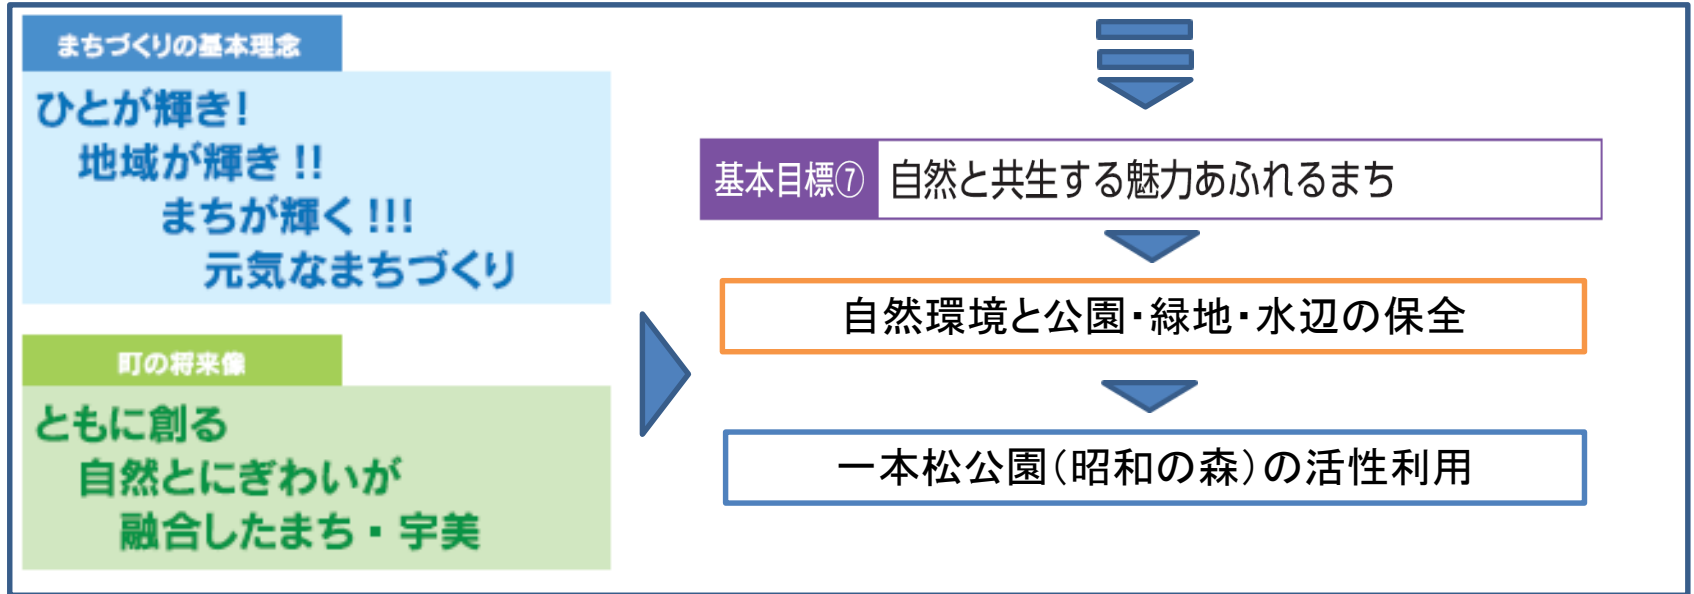 まちづくりの基本理念
ひとが輝き!
地域が輝き!!
まちが輝く!!!
元気なまちづくり
町の将来像
ともに創る
自然とにぎわいが
融合したまち・宇美
基本目標⑦ 自然と共生する魅力あふれるまち
自然環境と公園・緑地・水辺の保全
一本松公園(昭和の森)の活性利用